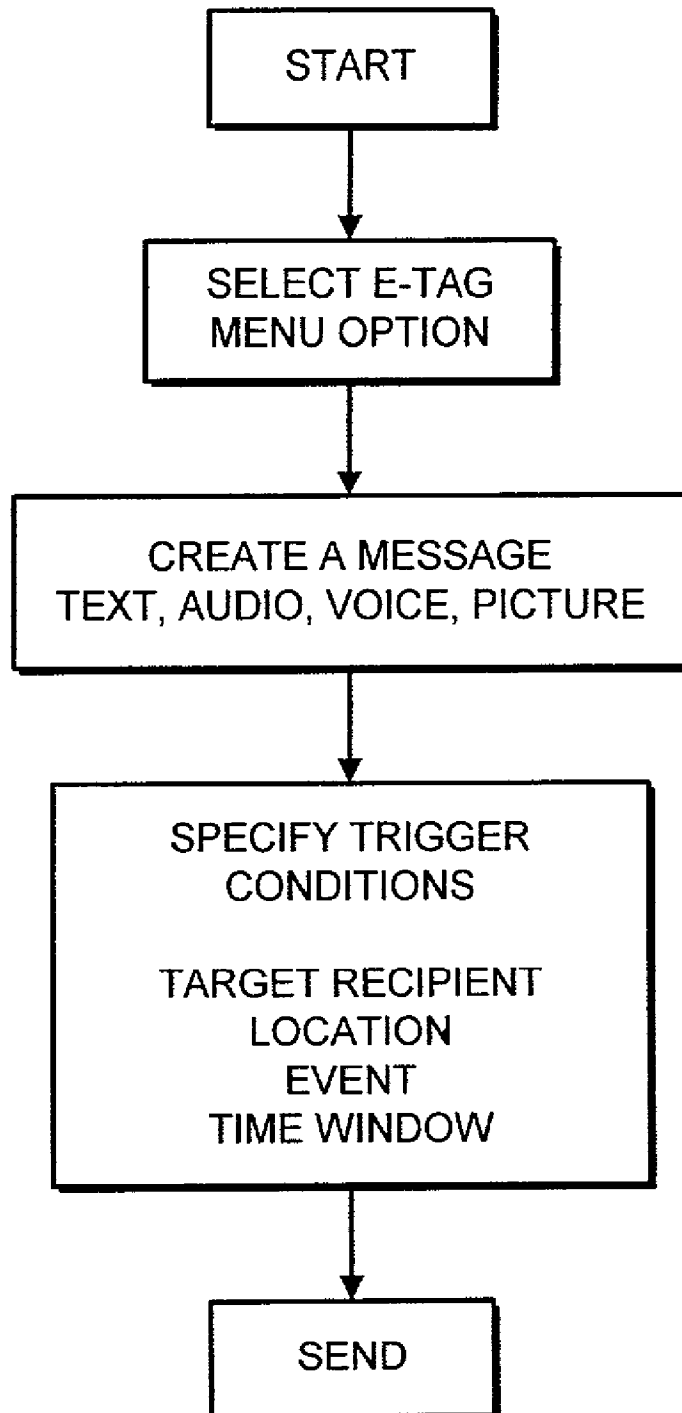 START
SELECT E-TAG
MENU OPTION
CREATE A MESSAGE
TEXT, AUDIO, VOICE, PICTURE
SPECIFY TRIGGER
CONDITIONS
TARGET RECIPIENT
LOCATION
EVENT
TIME WINDOW
SEND